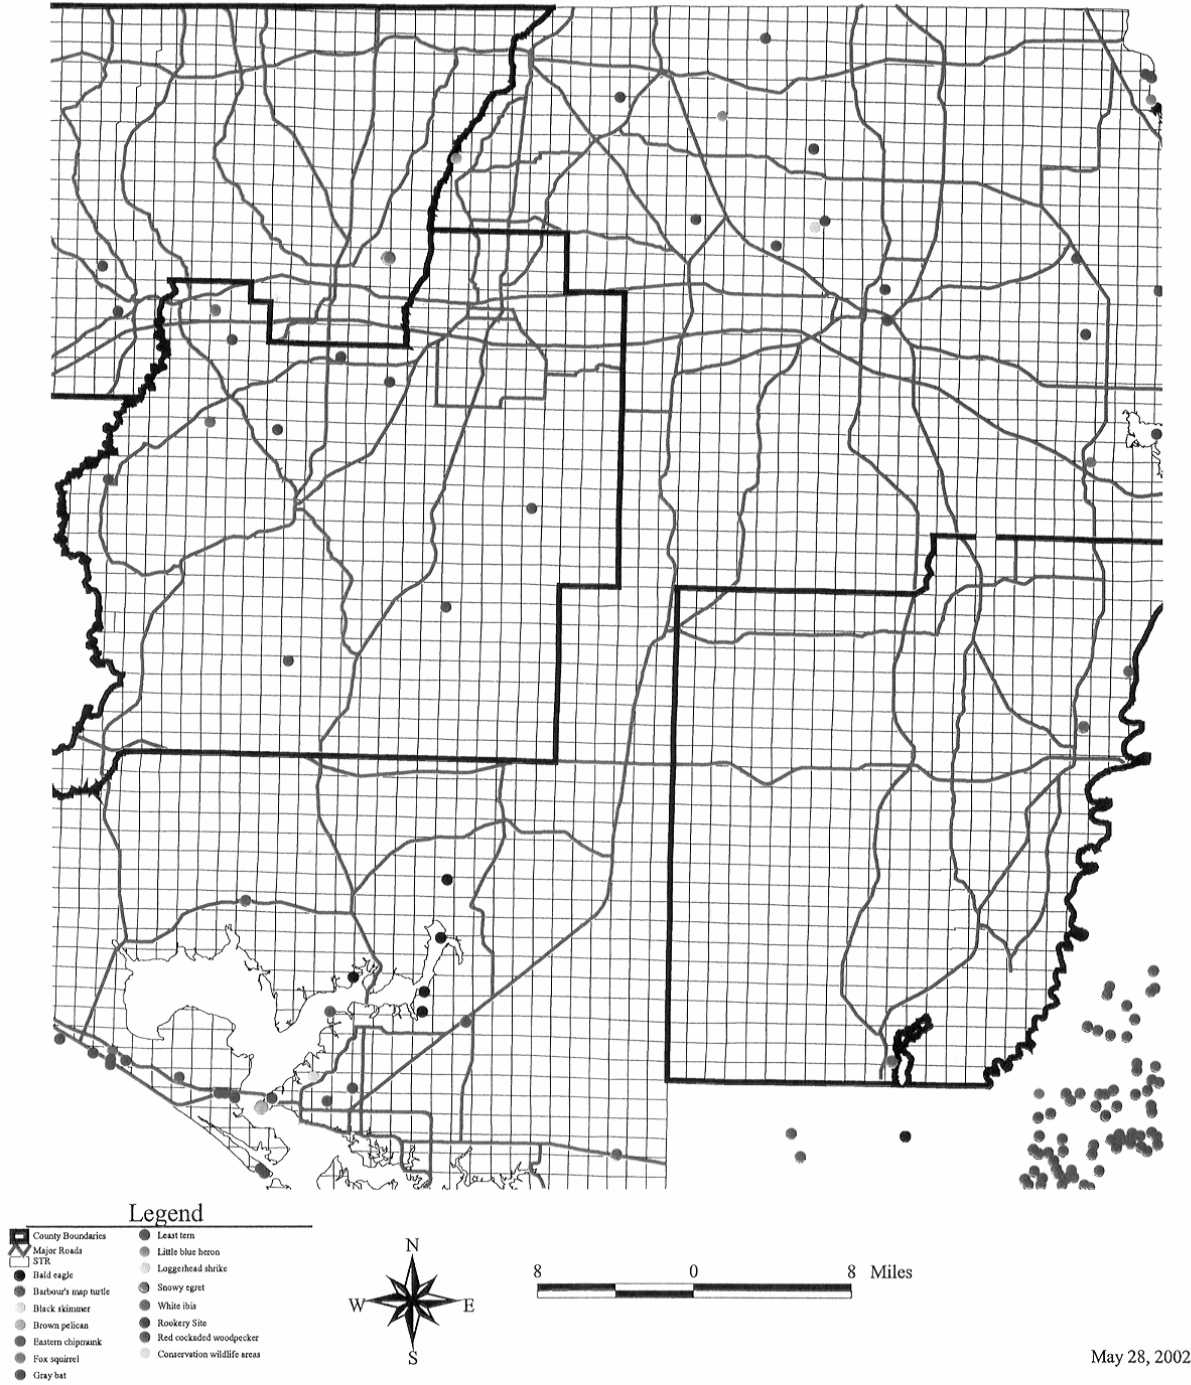 Legend
County Boundaries
Major Roads
STR
Bald eagle
Barbour's map turtle
Black skimmer
Brown pelican
Eastern chipmunk
Fox squirrel
Gray bat
Least tern
Little blue heron
Loggerhead shrike
Snowy egret
White ibis
Rookery Site
Red cockaded woodpecker
Conservation wildlife areas
N
W E
S
8 0 8 Miles
May 28, 2002